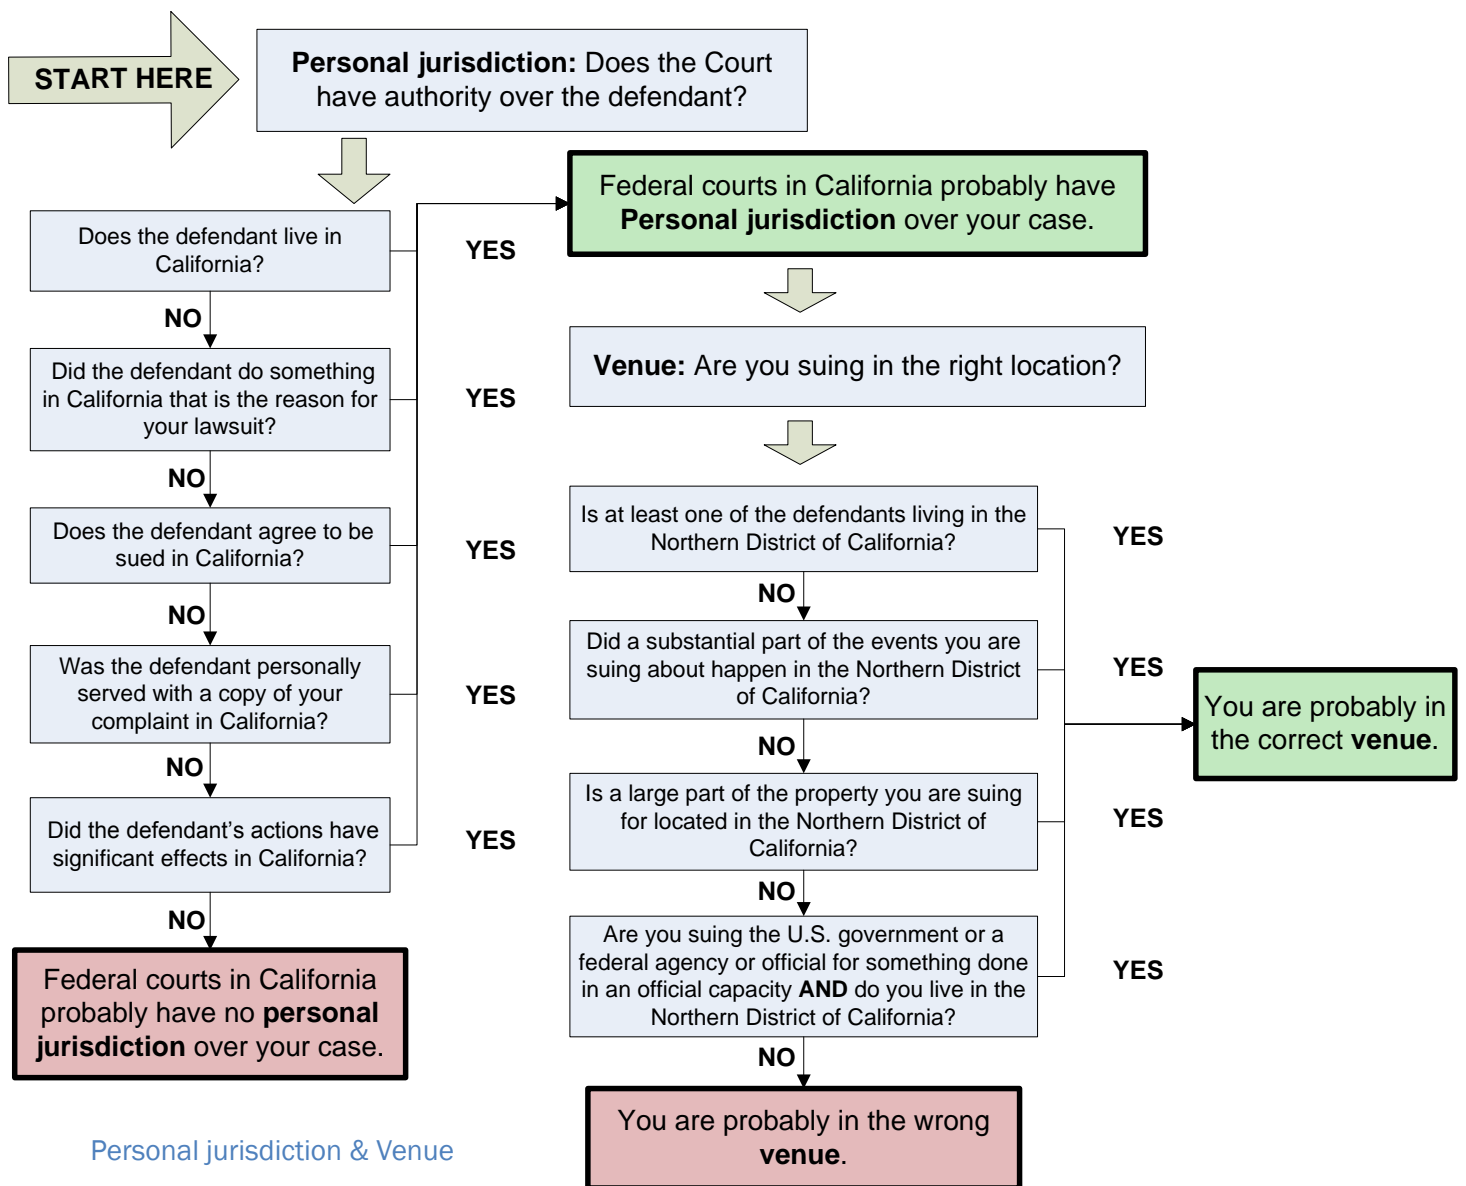 START HERE
Personal jurisdiction: Does the Court
have authority over the defendant?
Does the defendant live in
California?
YES
NO
Did the defendant do something
in California that is the reason for
your lawsuit?
YES
NO
Does the defendant agree to be
sued in California?
YES
NO
Was the defendant personally
served with a copy of your
complaint in California?
YES
NO
Did the defendant’s actions have
significant effects in California?
YES
NO
Federal courts in California
probably have no personal
jurisdiction over your case.
Federal courts in California probably have
Personal jurisdiction over your case.
Venue: Are you suing in the right location?
Is at least one of the defendants living in the
Northern District of California?
YES
NO
Did a substantial part of the events you are
suing about happen in the Northern District
of California?
YES
NO
Is a large part of the property you are suing
for located in the Northern District of
California?
YES
NO
Are you suing the U.S. government or a
federal agency or official for something done
in an official capacity AND do you live in the
Northern District of California?
YES
NO
You are probably in the wrong
venue.
You are probably in
the correct venue.
Personal jurisdiction & Venue